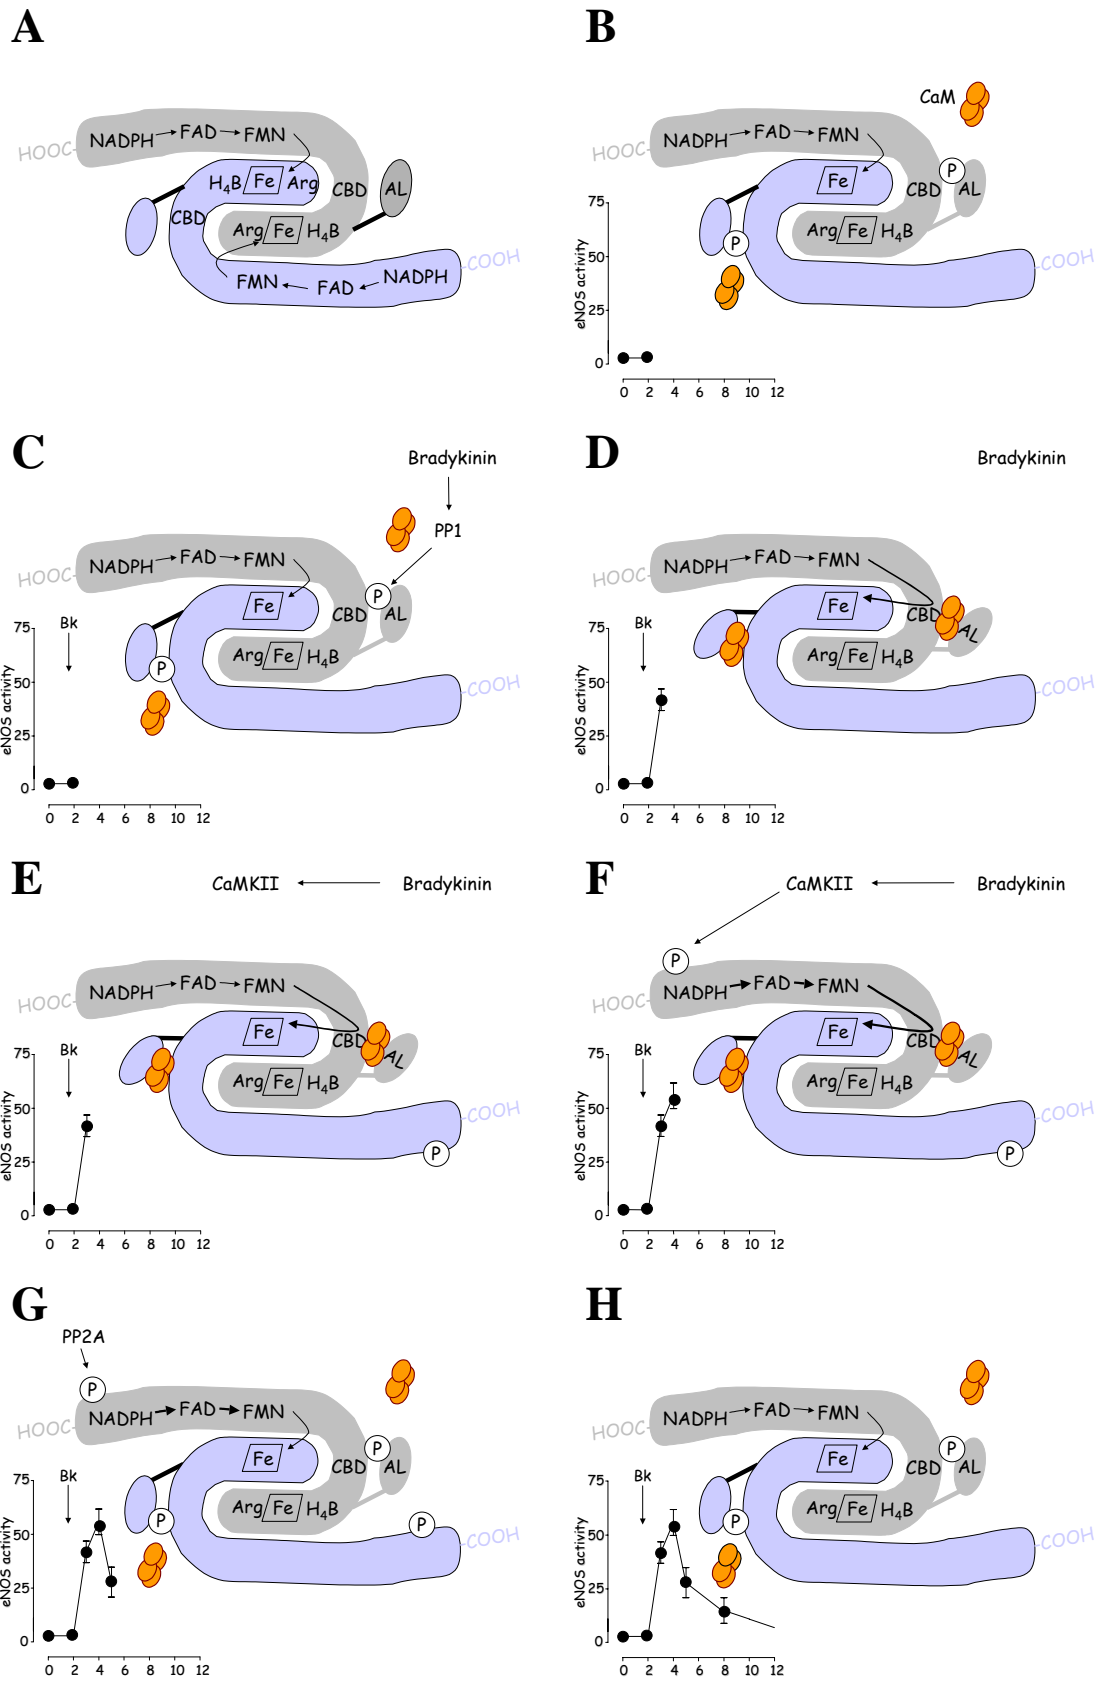 A
HOOC NADPH FAD FMN
H4B Fe Arg CBD AL
CBD Arg Fe H4B
FMN FAD NADPH COOH
B
CaM
HOOC NADPH FAD FMN
P
Fe CBD AL
Arg Fe H4B
P
COOH
eNOS activity
75
50
25
0
0 2 4 6 8 10 12
C
Bradykinin
PP1
HOOC NADPH FAD FMN
P
Fe CBD AL
Arg Fe H4B
P
COOH
Bk
eNOS activity
75
50
25
0
0 2 4 6 8 10 12
D
Bradykinin
HOOC NADPH FAD FMN
Fe CBD AL
Arg Fe H4B
COOH
Bk
eNOS activity
75
50
25
0
0 2 4 6 8 10 12
E
CaMKII Bradykinin
HOOC NADPH FAD FMN
Fe CBD AL
Arg Fe H4B
COOH
P
Bk
eNOS activity
75
50
25
0
0 2 4 6 8 10 12
F
CaMKII Bradykinin
P
HOOC NADPH FAD FMN
Fe CBD AL
Arg Fe H4B
COOH
P
Bk
eNOS activity
75
50
25
0
0 2 4 6 8 10 12
G
PP2A
P
HOOC NADPH FAD FMN
P
Fe CBD AL
Arg Fe H4B
P P
COOH
Bk
eNOS activity
75
50
25
0
0 2 4 6 8 10 12
H
HOOC NADPH FAD FMN
P
Fe CBD AL
Arg Fe H4B
P
COOH
Bk
eNOS activity
75
50
25
0
0 2 4 6 8 10 12